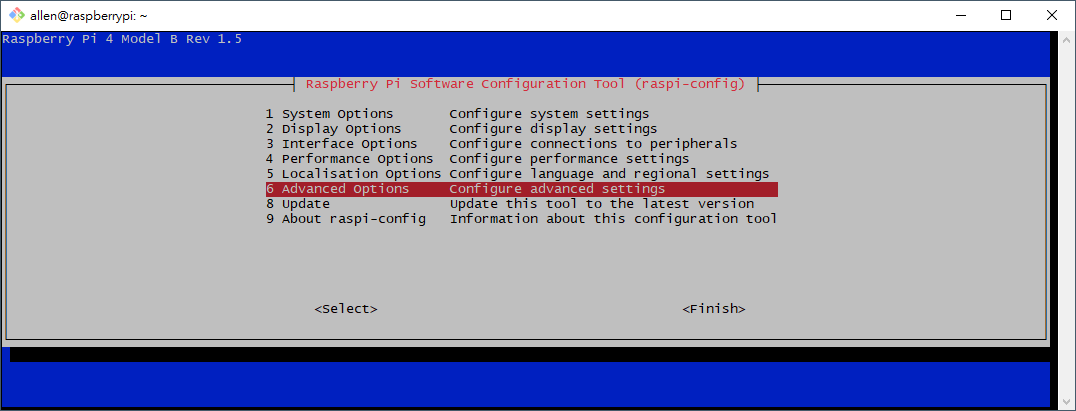 allen@raspberrypi: ~
Raspberry Pi 4 Model B Rev 1.5
Raspberry Pi Software Configuration Tool (raspi-config)
1 System Options Configure system settings
2 Display Options Configure display settings
3 Interface Options Configure connections to peripherals
4 Performance Options Configure performance settings
5 Localisation Options Configure language and regional settings
6 Advanced Options Configure advanced settings
8 Update Update this tool to the latest version
9 About raspi-config Information about this configuration tool
<Select> <Finish>